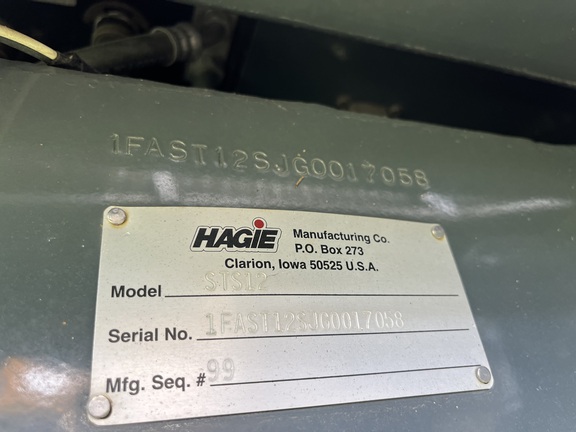 1FAST12SJG0017058
HAGIE Manufacturing Co.
P.O. Box 273
Clarion, Iowa 50525 U.S.A.
Model STS12
Serial No. 1FAST12SJG0017058
Mfg. Seq. # 99